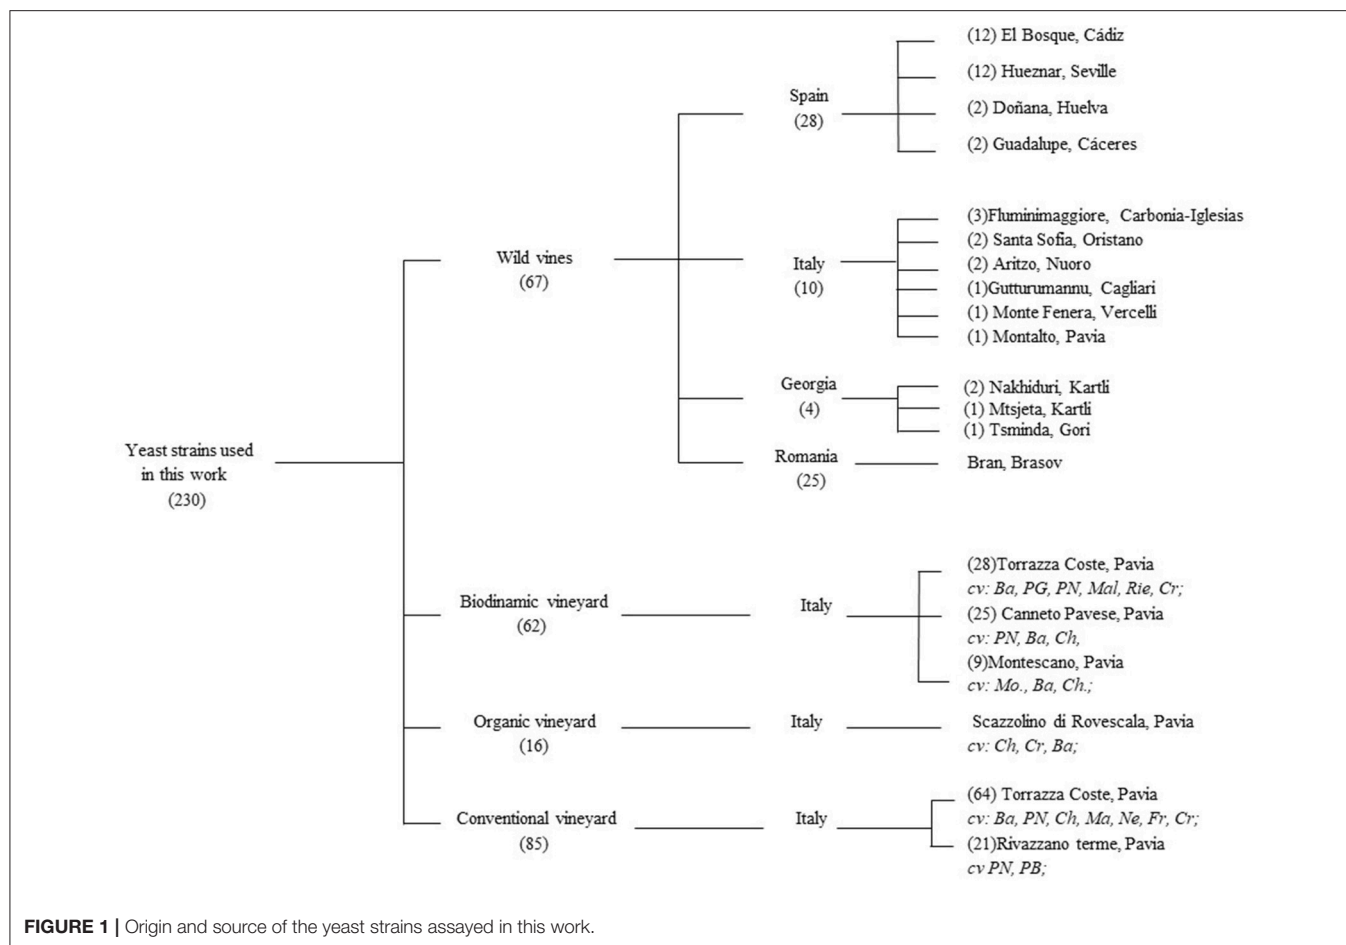 Yeast strains used
in this work
(230)
Wild vines
(67)
Spain
(28)
(12) El Bosque, Cádiz
(12) Hueznar, Seville
(2) Doñana, Huelva
(2) Guadalupe, Cáceres
Italy
(10)
(3)Fluminimaggiore, Carbonia-Iglesias
(2) Santa Sofia, Oristano
(2) Aritzo, Nuoro
(1)Gutturumannu, Cagliari
(1) Monte Fenera, Vercelli
(1) Montalto, Pavia
Georgia
(4)
(2) Nakhiduri, Kartli
(1) Mtsjeta, Kartli
(1) Tsminda, Gori
Romania
(25)
Bran, Brasov
Biodinamic vineyard
(62)
Italy
(28)Torrazza Coste, Pavia
cv: Ba, PG, PN, Mal, Rie, Cr;
(25) Canneto Pavese, Pavia
cv: PN, Ba, Ch,
(9)Montescano, Pavia
cv: Mo., Ba, Ch.;
Organic vineyard
(16)
Italy
Scazzolino di Rovescala, Pavia
cv: Ch, Cr, Ba;
Conventional vineyard
(85)
Italy
(64) Torrazza Coste, Pavia
cv: Ba, PN, Ch, Ma, Ne, Fr, Cr;
(21)Rivazzano terme, Pavia
cv PN, PB;
FIGURE 1 | Origin and source of the yeast strains assayed in this work.